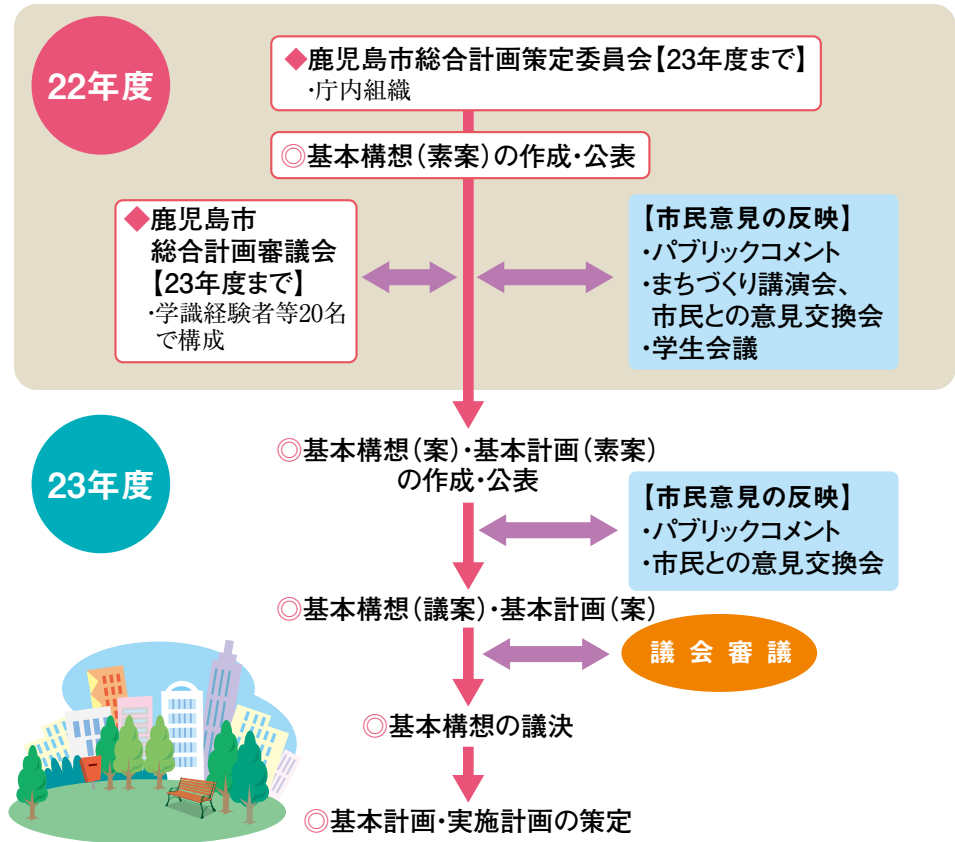 22年度
◆鹿児島市総合計画策定委員会【23年度まで】
・庁内組織
◎基本構想(素案)の作成・公表
◆鹿児島市
総合計画審議会
【23年度まで】
・学識経験者等20名
で構成
【市民意見の反映】
・パブリックコメント
・まちづくり講演会、
市民との意見交換会
・学生会議
23年度
◎基本構想(案)・基本計画(素案)
の作成・公表
【市民意見の反映】
・パブリックコメント
・市民との意見交換会
◎基本構想(議案)・基本計画(案)
議会審議
◎基本構想の議決
◎基本計画・実施計画の策定